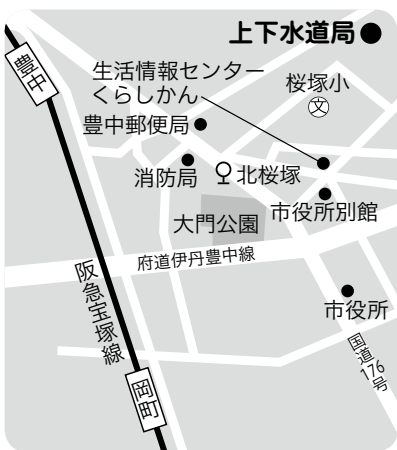 上下水道局
豊中
生活情報センター
くらしかん
桜塚小
文
豊中郵便局
消防局
北桜塚
大門公園
市役所別館
府道伊丹豊中線
阪急宝塚線
市役所
国道176号
岡町